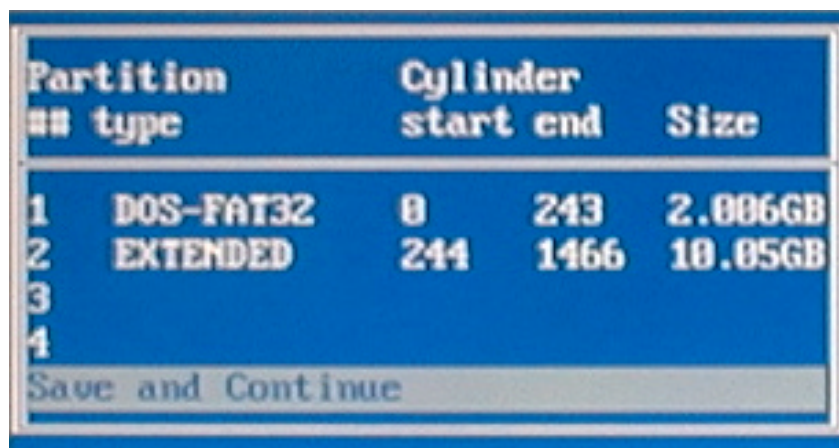 Partition Cylinder
## type start end Size
1 DOS-FAT32 0 243 2.006GB
2 EXTENDED 244 1466 10.05GB
3
4
Save and Continue